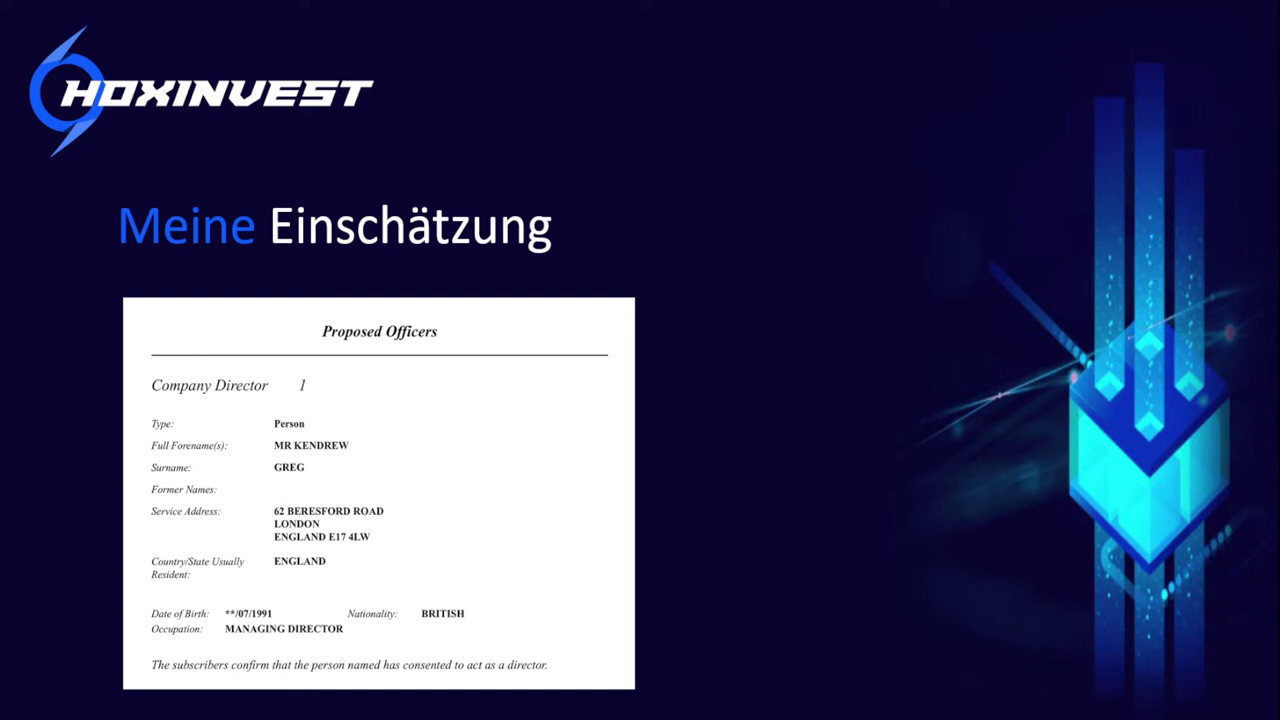 HOXINVEST
Meine Einschätzung
Proposed Officers
Company Director 1
Type: Person
Full Forename(s): MR KENDREW
Surname: GREG
Former Names:
Service Address: 62 BERESFORD ROAD
LONDON
ENGLAND E17 4LW
Country/State Usually ENGLAND
Resident:
Date of Birth: **/07/1991 Nationality: BRITISH
Occupation: MANAGING DIRECTOR
The subscribers confirm that the person named has consented to act as a director.